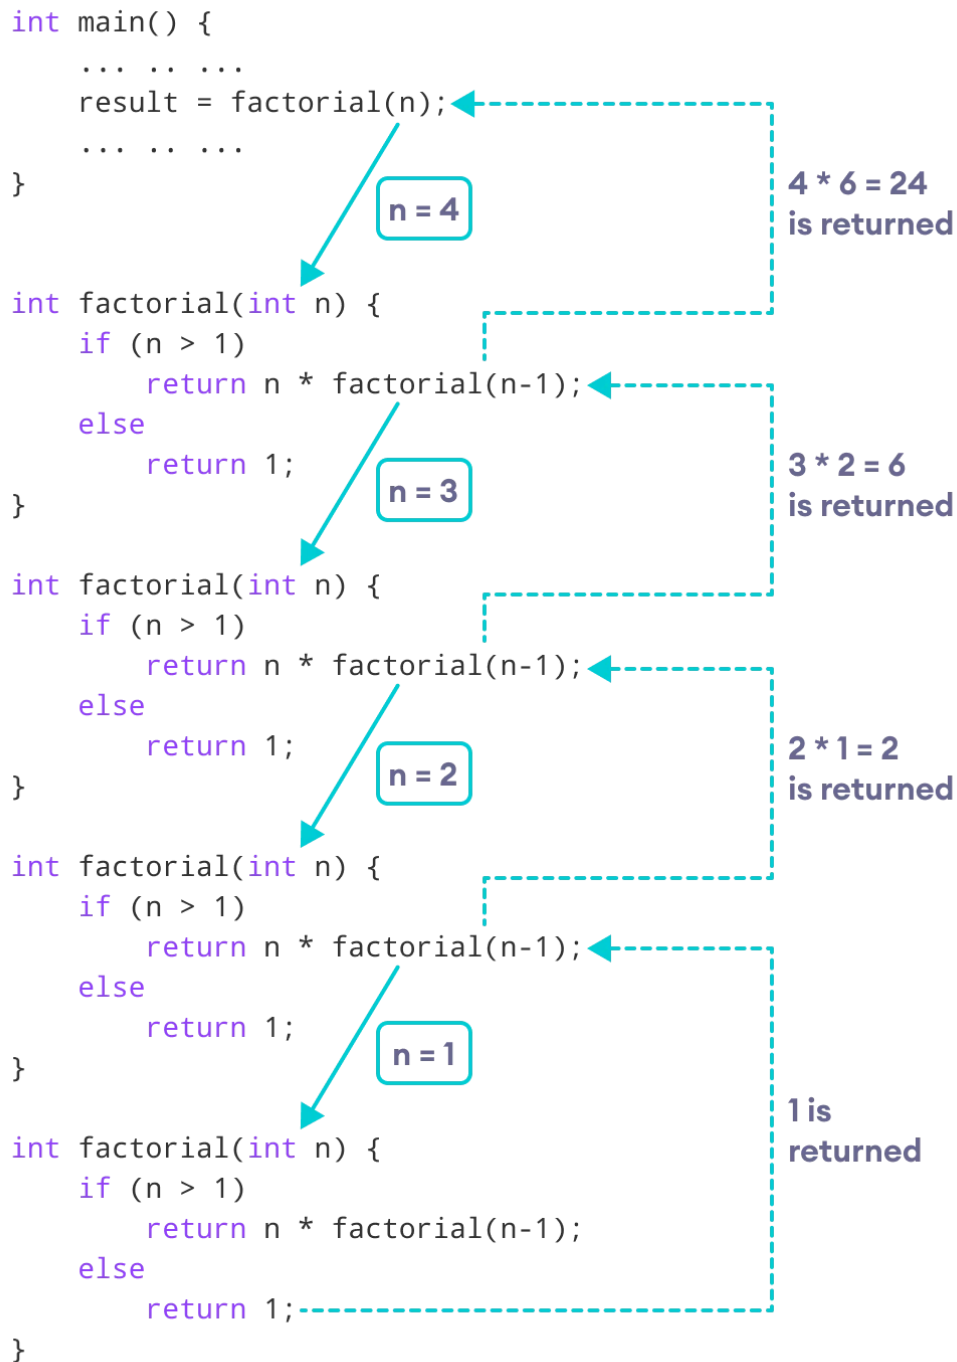 int main() {
... .. ...
result = factorial(n);
... .. ...
}
4 * 6 = 24
is returned
n = 4
int factorial(int n) {
if (n > 1)
return n * factorial(n-1);
else
return 1;
}
3 * 2 = 6
is returned
n = 3
int factorial(int n) {
if (n > 1)
return n * factorial(n-1);
else
return 1;
}
2 * 1 = 2
is returned
n = 2
int factorial(int n) {
if (n > 1)
return n * factorial(n-1);
else
return 1;
}
n = 1
1 is
returned
int factorial(int n) {
if (n > 1)
return n * factorial(n-1);
else
return 1;
}